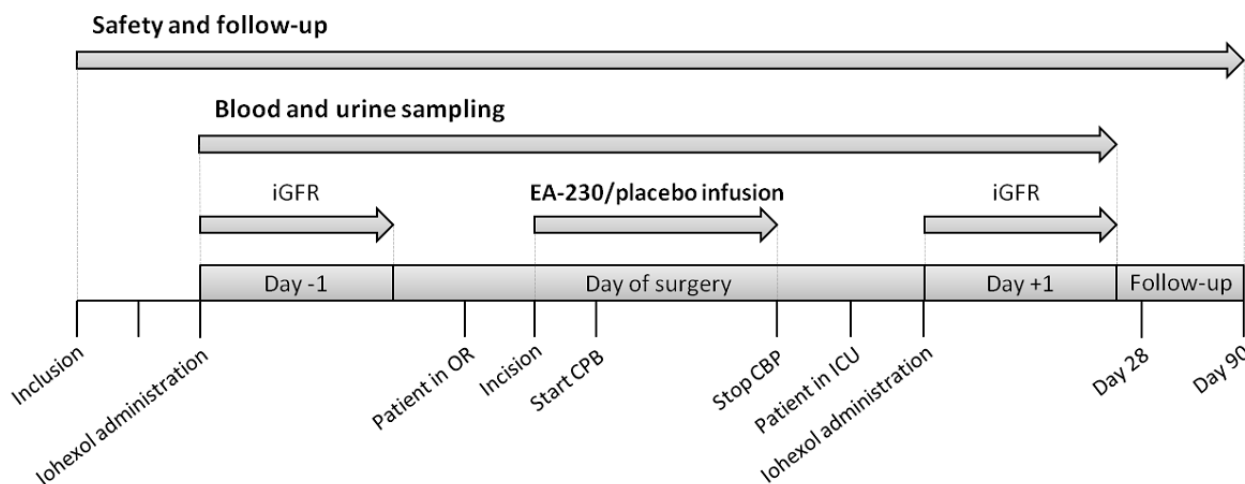 Safety and follow-up
Blood and urine sampling
iGFR
EA-230/placebo infusion
iGFR
Day -1
Day of surgery
Day +1
Follow-up
Inclusion
Iohexol administration
Patient in OR
Incision
Start CPB
Stop CBP
Patient in ICU
Iohexol administration
Day 28
Day 90